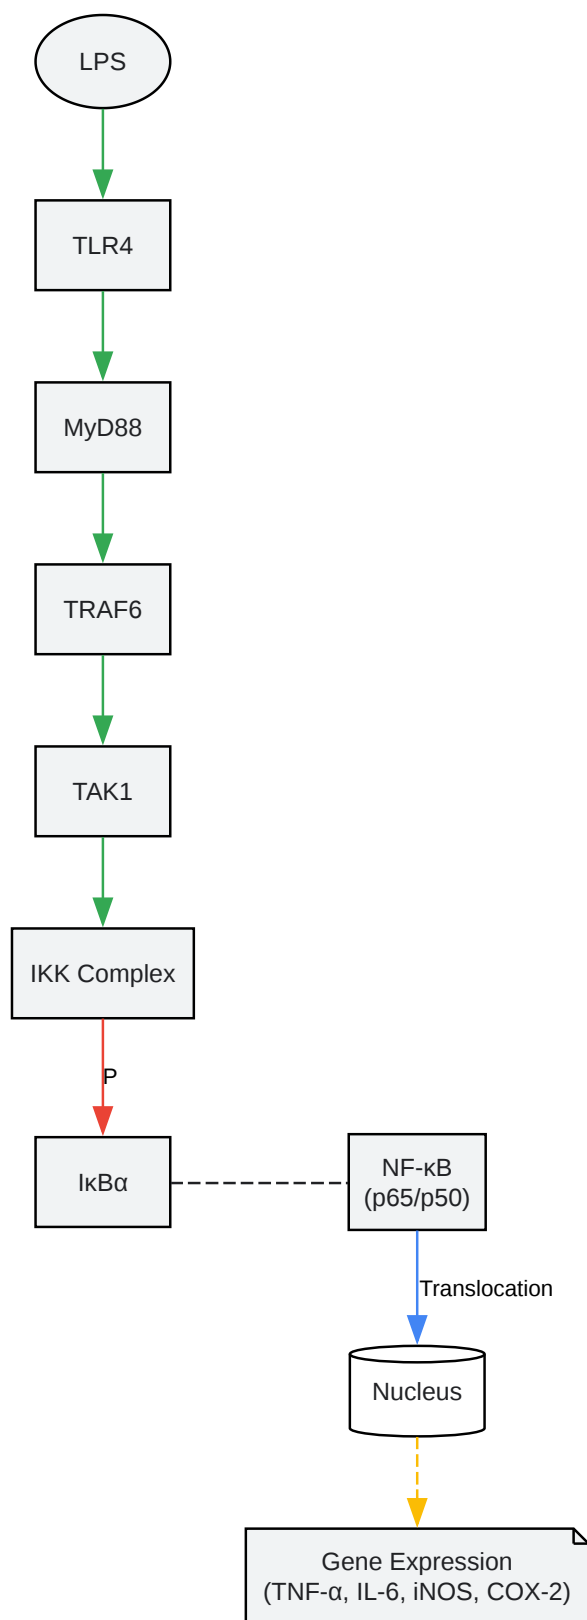 LPS
TLR4
MyD88
TRAF6
TAK1
IKK Complex
P
IκBα
NF-κB
(p65/p50)
Translocation
Nucleus
Gene Expression
(TNF-α, IL-6, iNOS, COX-2)